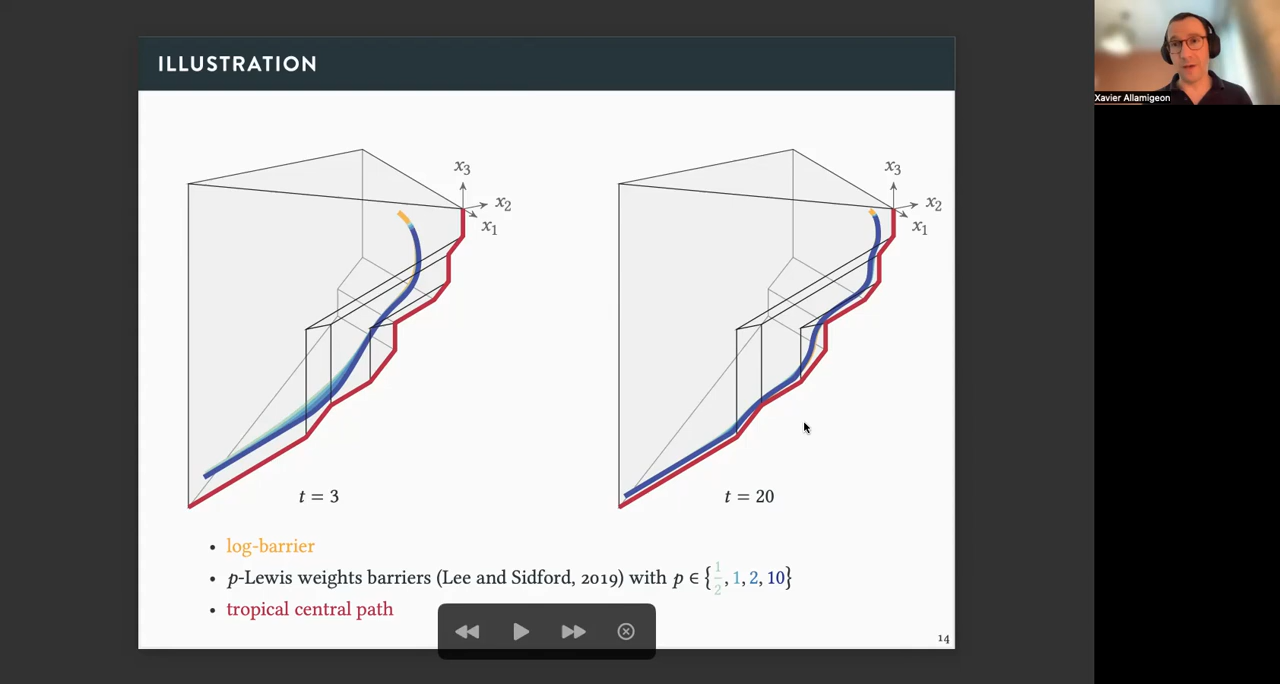 ILLUSTRATION
Xavier Allamigeon
x₃
x₂
x₁
x₃
x₂
x₁
t = 3
t = 20
• log-barrier
• p-Lewis weights barriers (Lee and Sidford, 2019) with p ∈ {1/2, 1, 2, 10}
• tropical central path
14